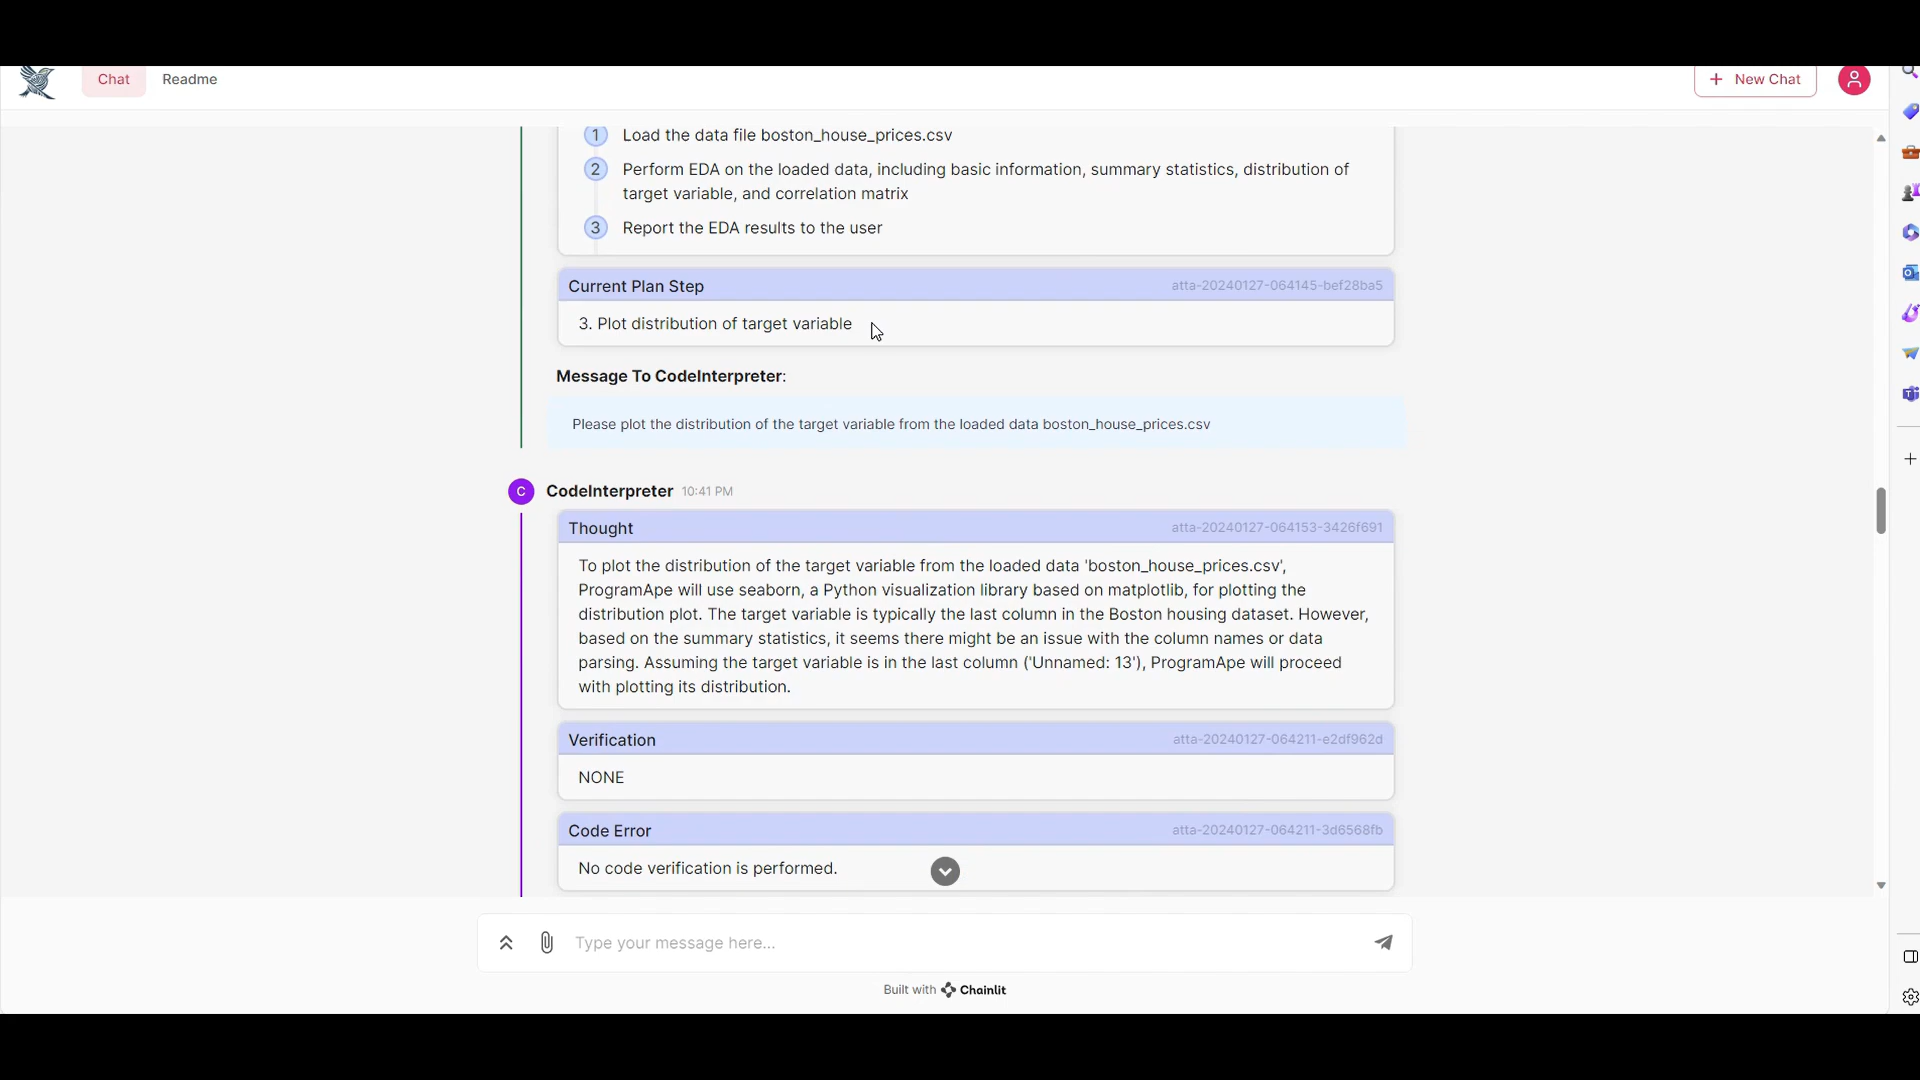 Chat
Readme
+ New Chat
1 Load the data file boston_house_prices.csv
2 Perform EDA on the loaded data, including basic information, summary statistics, distribution of
target variable, and correlation matrix
3 Report the EDA results to the user
Current Plan Step
atta-20240127-064145-bef28ba5
3. Plot distribution of target variable
Message To CodeInterpreter:
Please plot the distribution of the target variable from the loaded data boston_house_prices.csv
C
CodeInterpreter 10:41 PM
Thought
atta-20240127-064153-3426f691
To plot the distribution of the target variable from the loaded data 'boston_house_prices.csv',
ProgramApe will use seaborn, a Python visualization library based on matplotlib, for plotting the
distribution plot. The target variable is typically the last column in the Boston housing dataset. However,
based on the summary statistics, it seems there might be an issue with the column names or data
parsing. Assuming the target variable is in the last column ('Unnamed: 13'), ProgramApe will proceed
with plotting its distribution.
Verification
atta-20240127-064211-e2df962d
NONE
Code Error
atta-20240127-064211-3d6568fb
No code verification is performed.
Type your message here...
Built with Chainlit